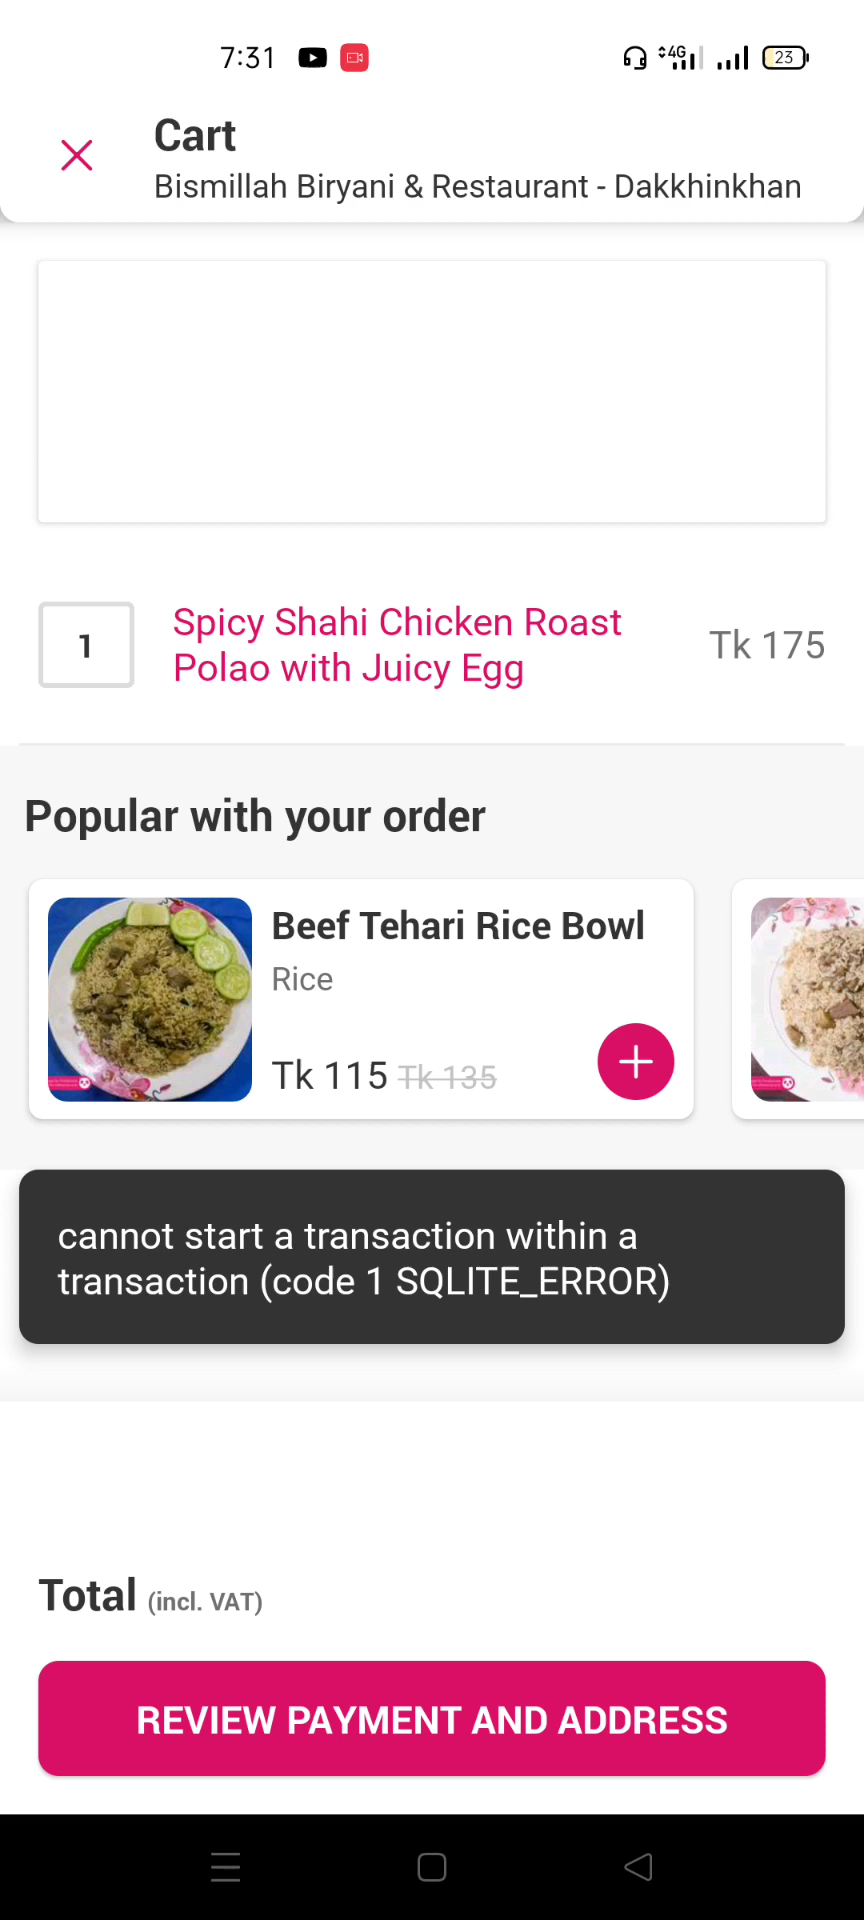 7:31
4G
23
Cart
Bismillah Biryani & Restaurant - Dakkhinkhan
1
Spicy Shahi Chicken Roast
Polao with Juicy Egg
Tk 175
Popular with your order
Beef Tehari Rice Bowl
Rice
Tk 115 Tk 135
cannot start a transaction within a
transaction (code 1 SQLITE_ERROR)
Total (incl. VAT)
REVIEW PAYMENT AND ADDRESS